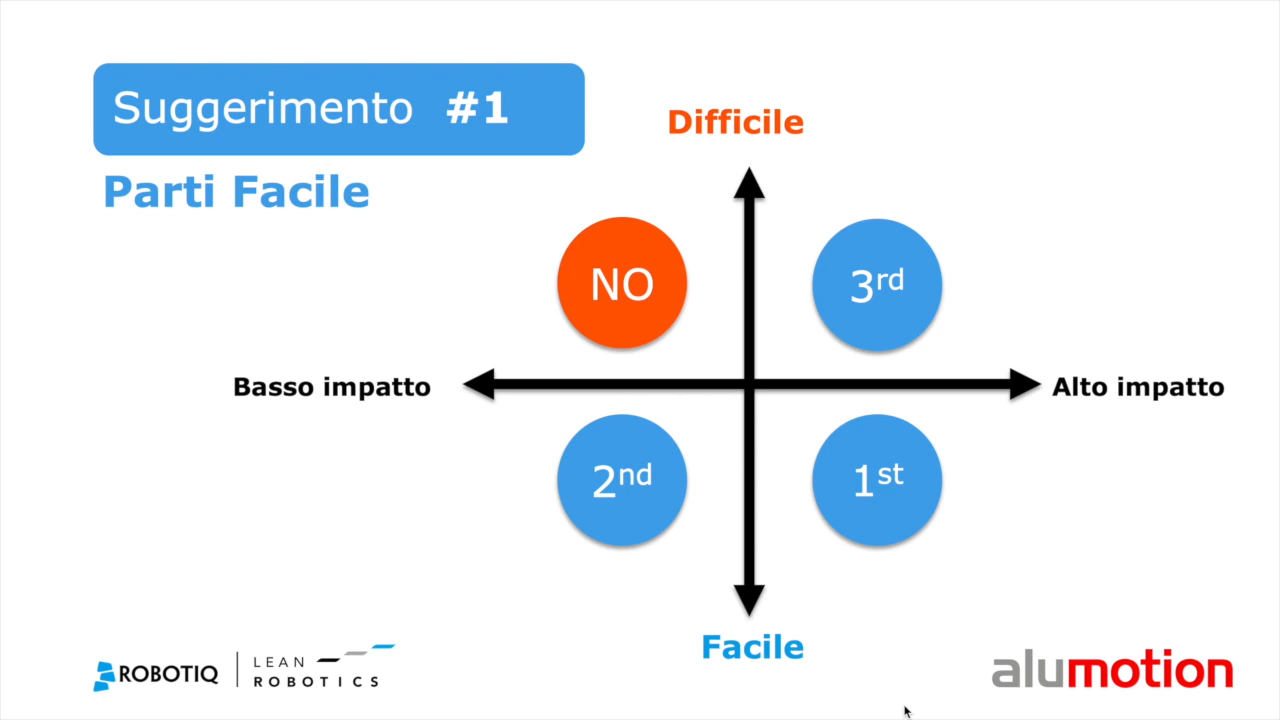 Suggerimento #1
Parti Facile
Difficile
NO
3rd
Basso impatto
Alto impatto
2nd
1st
Facile
ROBOTIQ
LEAN
ROBOTICS
alumotion